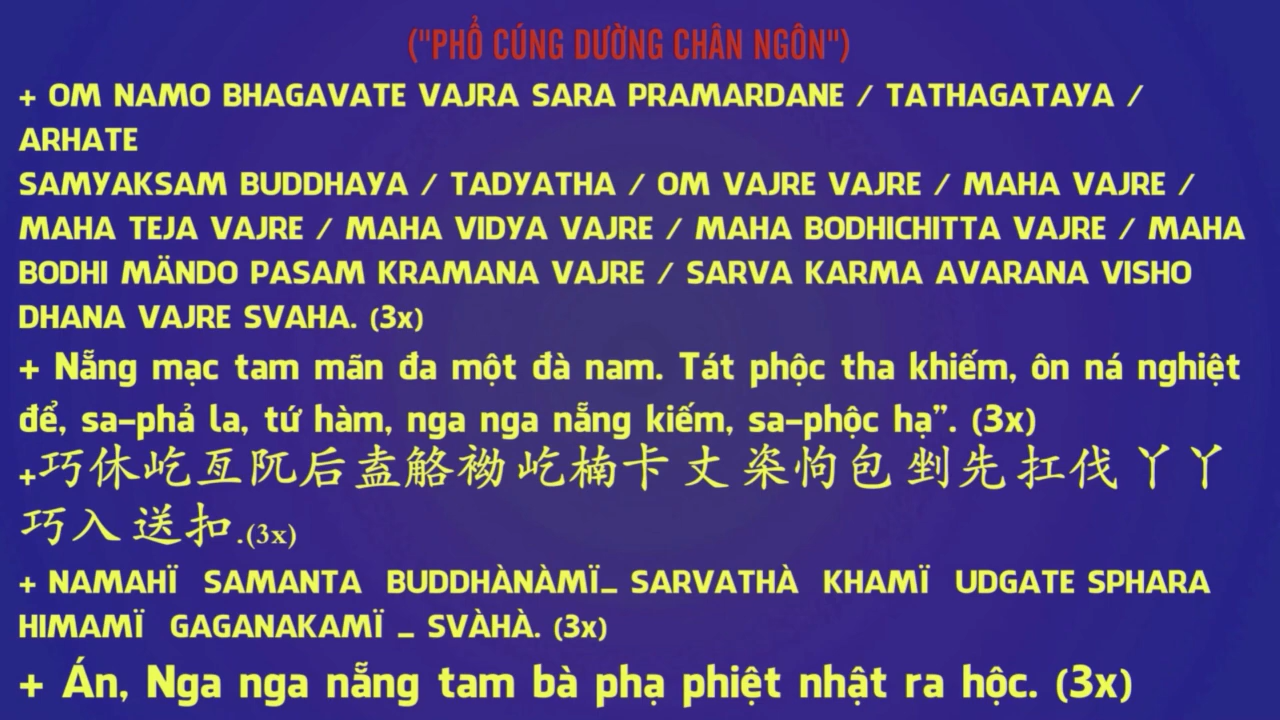 ("PHỔ CÚNG DƯỜNG CHÂN NGÔN")
+ OM NAMO BHAGAVATE VAJRA SARA PRAMARDANE / TATHAGATAYA /
ARHATE
SAMYAKSAM BUDDHAYA / TADYATHA / OM VAJRE VAJRE / MAHA VAJRE /
MAHA TEJA VAJRE / MAHA VIDYA VAJRE / MAHA BODHICHITTA VAJRE / MAHA
BODHI MÄNDO PASAM KRAMANA VAJRE / SARVA KARMA AVARANA VISHO
DHANA VAJRE SVAHA. (3x)
+ Nẵng mạc tam mãn đa một đà nam. Tát phộc tha khiếm, ôn ná nghiệt
để, sa-phả la, tứ hàm, nga nga nẵng kiếm, sa-phộc hạ”. (3x)
+巧休屹亙阢后盍觡裇屹楠卡丈栥恦包剉先扛伐丫丫
巧入送扣.(3x)
+ NAMAHÏ SAMANTA BUDDHÀNÀMÏ_ SARVATHÀ KHAMÏ UDGATE SPHARA
HIMAMÏ GAGANAKAMÏ _ SVÀHÀ. (3x)
+ Án, Nga nga nẵng tam bà phạ phiệt nhật ra hộc. (3x)